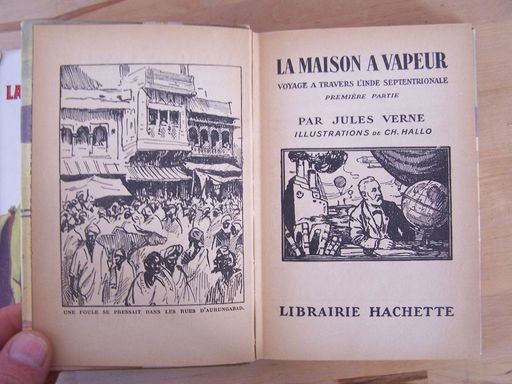 LA
UNE FOULE SE PRESSAIT DANS LES RUES D'AURUNGABAD.
LA MAISON A VAPEUR
VOYAGE A TRAVERS L'INDE SEPTENTRIONALE
PREMIÈRE PARTIE
PAR JULES VERNE
ILLUSTRATIONS DE CH. HALLO
LIBRAIRIE HACHETTE